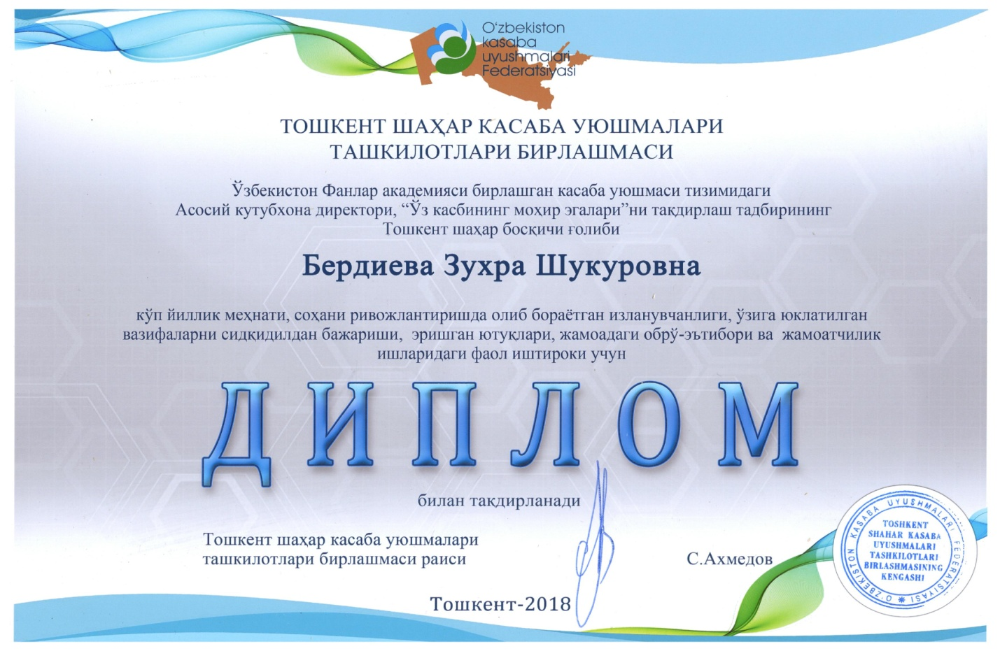 O‘zbekiston
kasaba
uyushmalari
Federatsiyasi
ТОШКЕНТ ШАҲАР КАСАБА УЮШМАЛАРИ
ТАШКИЛОТЛАРИ БИРЛАШМАСИ
Ўзбекистон Фанлар академияси бирлашган касаба уюшмаси тизимидаги
Асосий кутубхона директори, “Ўз касбининг моҳир эгалари”ни тақдирлаш тадбирининг
Тошкент шаҳар босқичи ғолиби
Бердиева Зухра Шукуровна
кўп йиллик меҳнати, соҳани ривожлантиришда олиб бораётган изланувчанлиги, ўзига юклатилган
вазифаларни сидқидилдан бажариши, эришган ютуқлари, жамоадаги обрў-эътибори ва жамоатчилик
ишларидаги фаол иштироки учун
ДИПЛОМ
билан тақдирланади
Тошкент шаҳар касаба уюшмалари
ташкилотлари бирлашмаси раиси
С.Ахмедов
Тошкент-2018
O‘ZBEKISTON KASABA UYUSHMALARI FEDERATSIYASI
TOSHKENT
SHAHAR KASABA
UYUSHMALARI
TASHKILOTLARI
BIRLASHMASINING
KENGASHI